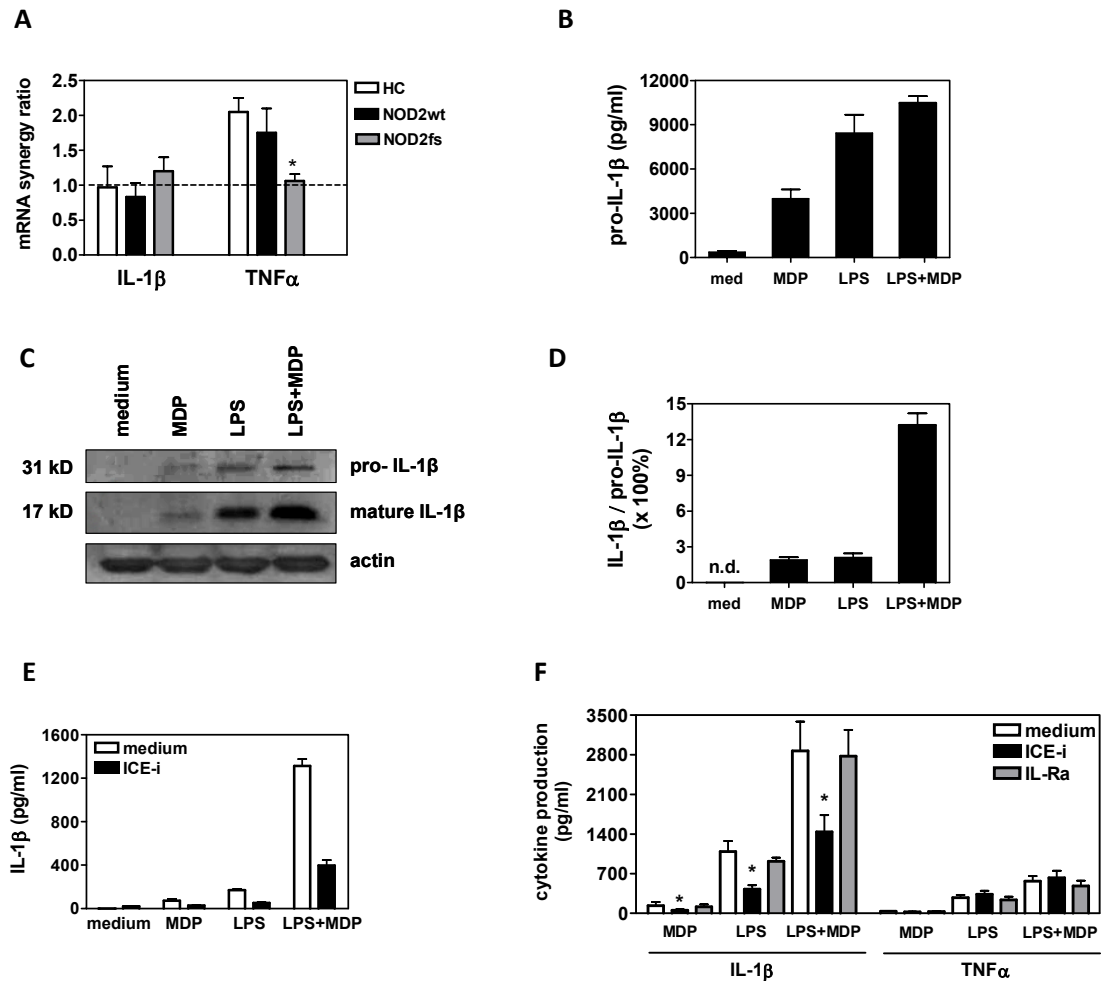 A
mRNA synergy ratio
2.5
2.0
1.5
1.0
0.5
0.0
*
IL-1β TNFα
HC
NOD2wt
NOD2fs
B
pro-IL-1β (pg/ml)
12000
9000
6000
3000
0
med MDP LPS LPS+MDP
C
medium MDP LPS LPS+MDP
31 kD pro- IL-1β
17 kD mature IL-1β
actin
D
IL-1β / pro-IL-1β
(x 100%)
15
12
9
6
3
0
n.d.
med MDP LPS LPS+MDP
E
IL-1β (pg/ml)
1600
1200
800
400
0
medium
ICE-i
medium MDP LPS LPS+MDP
F
cytokine production
(pg/ml)
3500
2800
2100
1400
700
0
* * *
medium
ICE-i
IL-Ra
MDP LPS LPS+MDP MDP LPS LPS+MDP
IL-1β TNFα